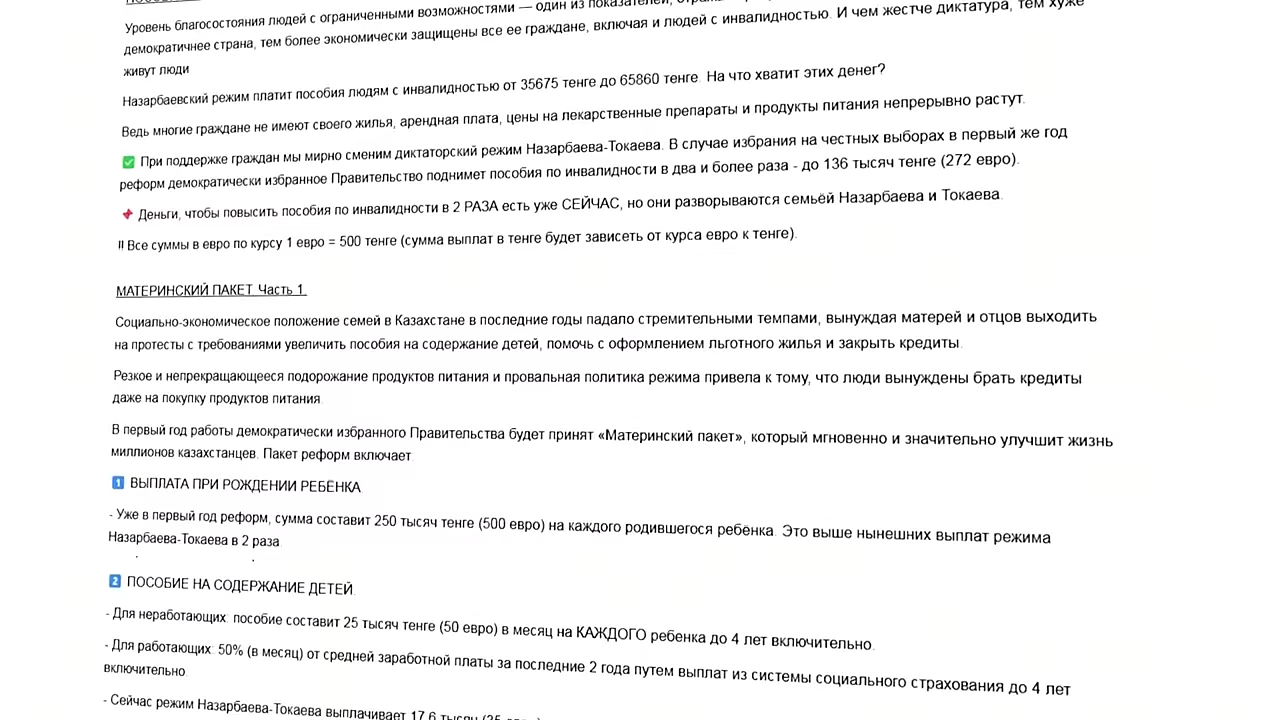 Уровень благосостояния людей с ограниченными возможностями — один из показателей,
демократичнее страна, тем более экономически защищены все ее граждане, включая и людей с инвалидностью. И чем жестче диктатура, тем хуже
живут люди
Назарбаевский режим платит пособия людям с инвалидностью от 35675 тенге до 65860 тенге. На что хватит этих денег?
Ведь многие граждане не имеют своего жилья, арендная плата, цены на лекарственные препараты и продукты питания непрерывно растут.
✅ При поддержке граждан мы мирно сменим диктаторский режим Назарбаева-Токаева. В случае избрания на честных выборах в первый же год
реформ демократически избранное Правительство поднимет пособия по инвалидности в два и более раза - до 136 тысяч тенге (272 евро).
📌 Деньги, чтобы повысить пособия по инвалидности в 2 РАЗА есть уже СЕЙЧАС, но они разворываются семьёй Назарбаева и Токаева.
‼ Все суммы в евро по курсу 1 евро = 500 тенге (сумма выплат в тенге будет зависеть от курса евро к тенге).
МАТЕРИНСКИЙ ПАКЕТ. Часть 1.
Социально-экономическое положение семей в Казахстане в последние годы падало стремительными темпами, вынуждая матерей и отцов выходить
на протесты с требованиями увеличить пособия на содержание детей, помочь с оформлением льготного жилья и закрыть кредиты.
Резкое и непрекращающееся подорожание продуктов питания и провальная политика режима привела к тому, что люди вынуждены брать кредиты
даже на покупку продуктов питания.
В первый год работы демократически избранного Правительства будет принят «Материнский пакет», который мгновенно и значительно улучшит жизнь
миллионов казахстанцев. Пакет реформ включает:
1️⃣ ВЫПЛАТА ПРИ РОЖДЕНИИ РЕБЁНКА.
- Уже в первый год реформ, сумма составит 250 тысяч тенге (500 евро) на каждого родившегося ребёнка. Это выше нынешних выплат режима
Назарбаева-Токаева в 2 раза.
2️⃣ ПОСОБИЕ НА СОДЕРЖАНИЕ ДЕТЕЙ.
- Для неработающих: пособие составит 25 тысяч тенге (50 евро) в месяц на КАЖДОГО ребенка до 4 лет включительно.
- Для работающих: 50% (в месяц) от средней заработной платы за последние 2 года путем выплат из системы социального страхования до 4 лет
включительно.
- Сейчас режим Назарбаева-Токаева выплачивает 17,6 тысяч